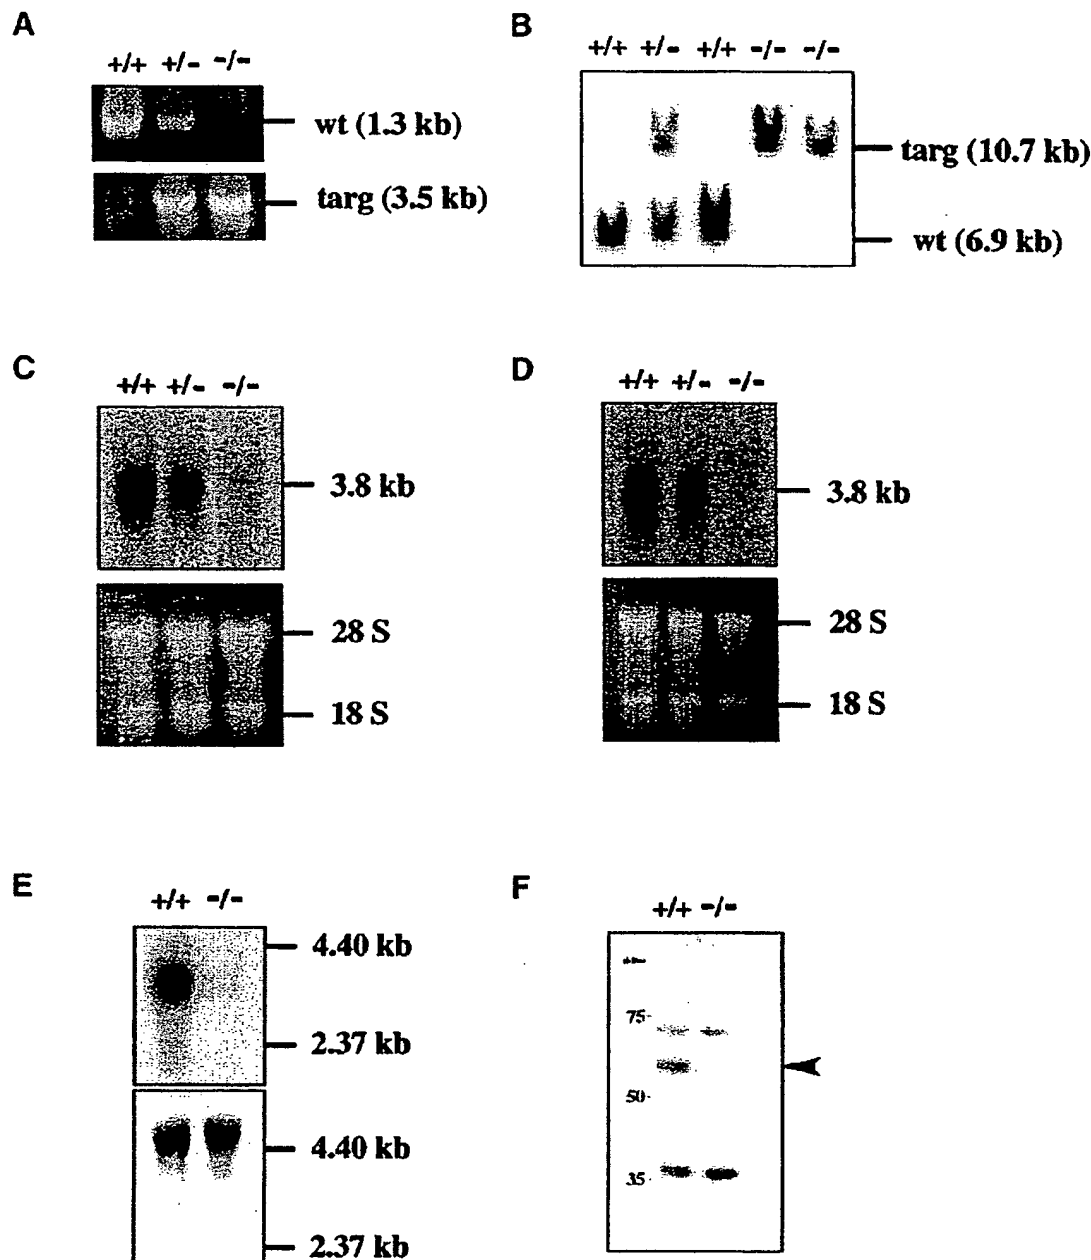 A
+/+ +/- -/-
wt (1.3 kb)
targ (3.5 kb)
B
+/+ +/- +/+ -/- -/-
targ (10.7 kb)
wt (6.9 kb)
C
+/+ +/- -/-
3.8 kb
28 S
18 S
D
+/+ +/- -/-
3.8 kb
28 S
18 S
E
+/+ -/-
4.40 kb
2.37 kb
4.40 kb
2.37 kb
F
+/+ -/-
75-
50-
35-